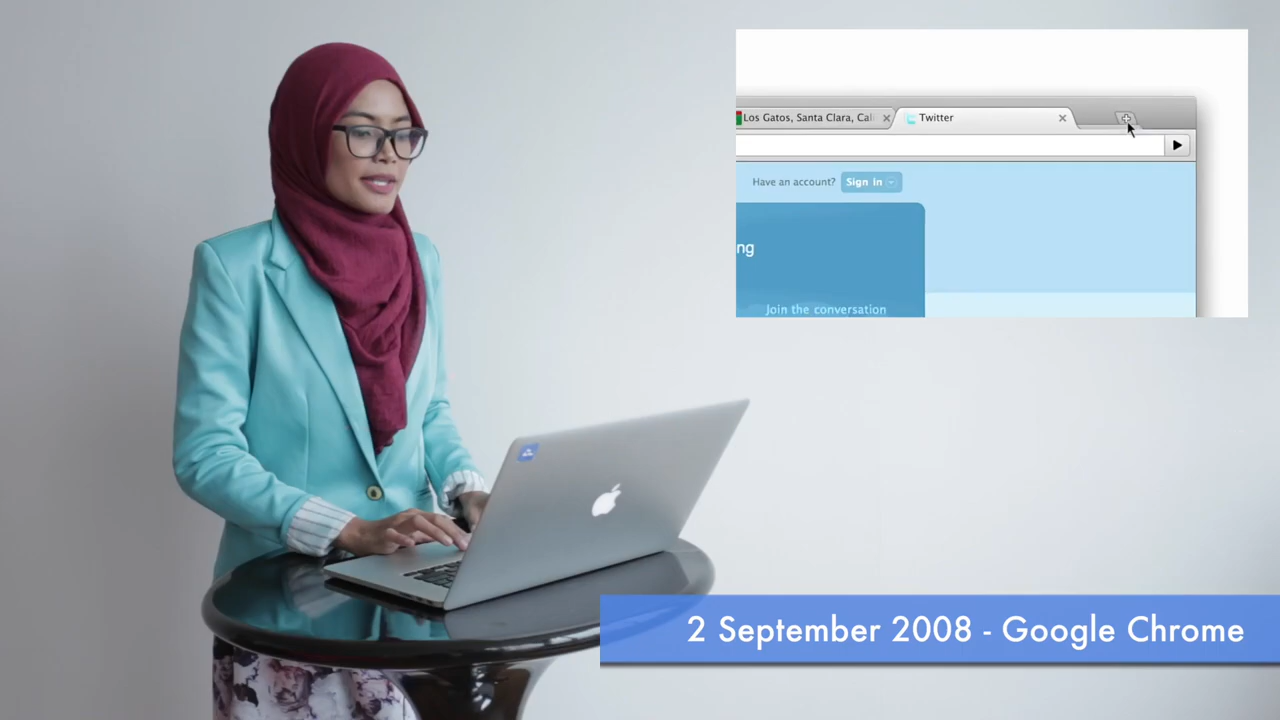 Los Gatos, Santa Clara, Cali
Twitter
Have an account? Sign in
ng
Join the conversation
2 September 2008 - Google Chrome